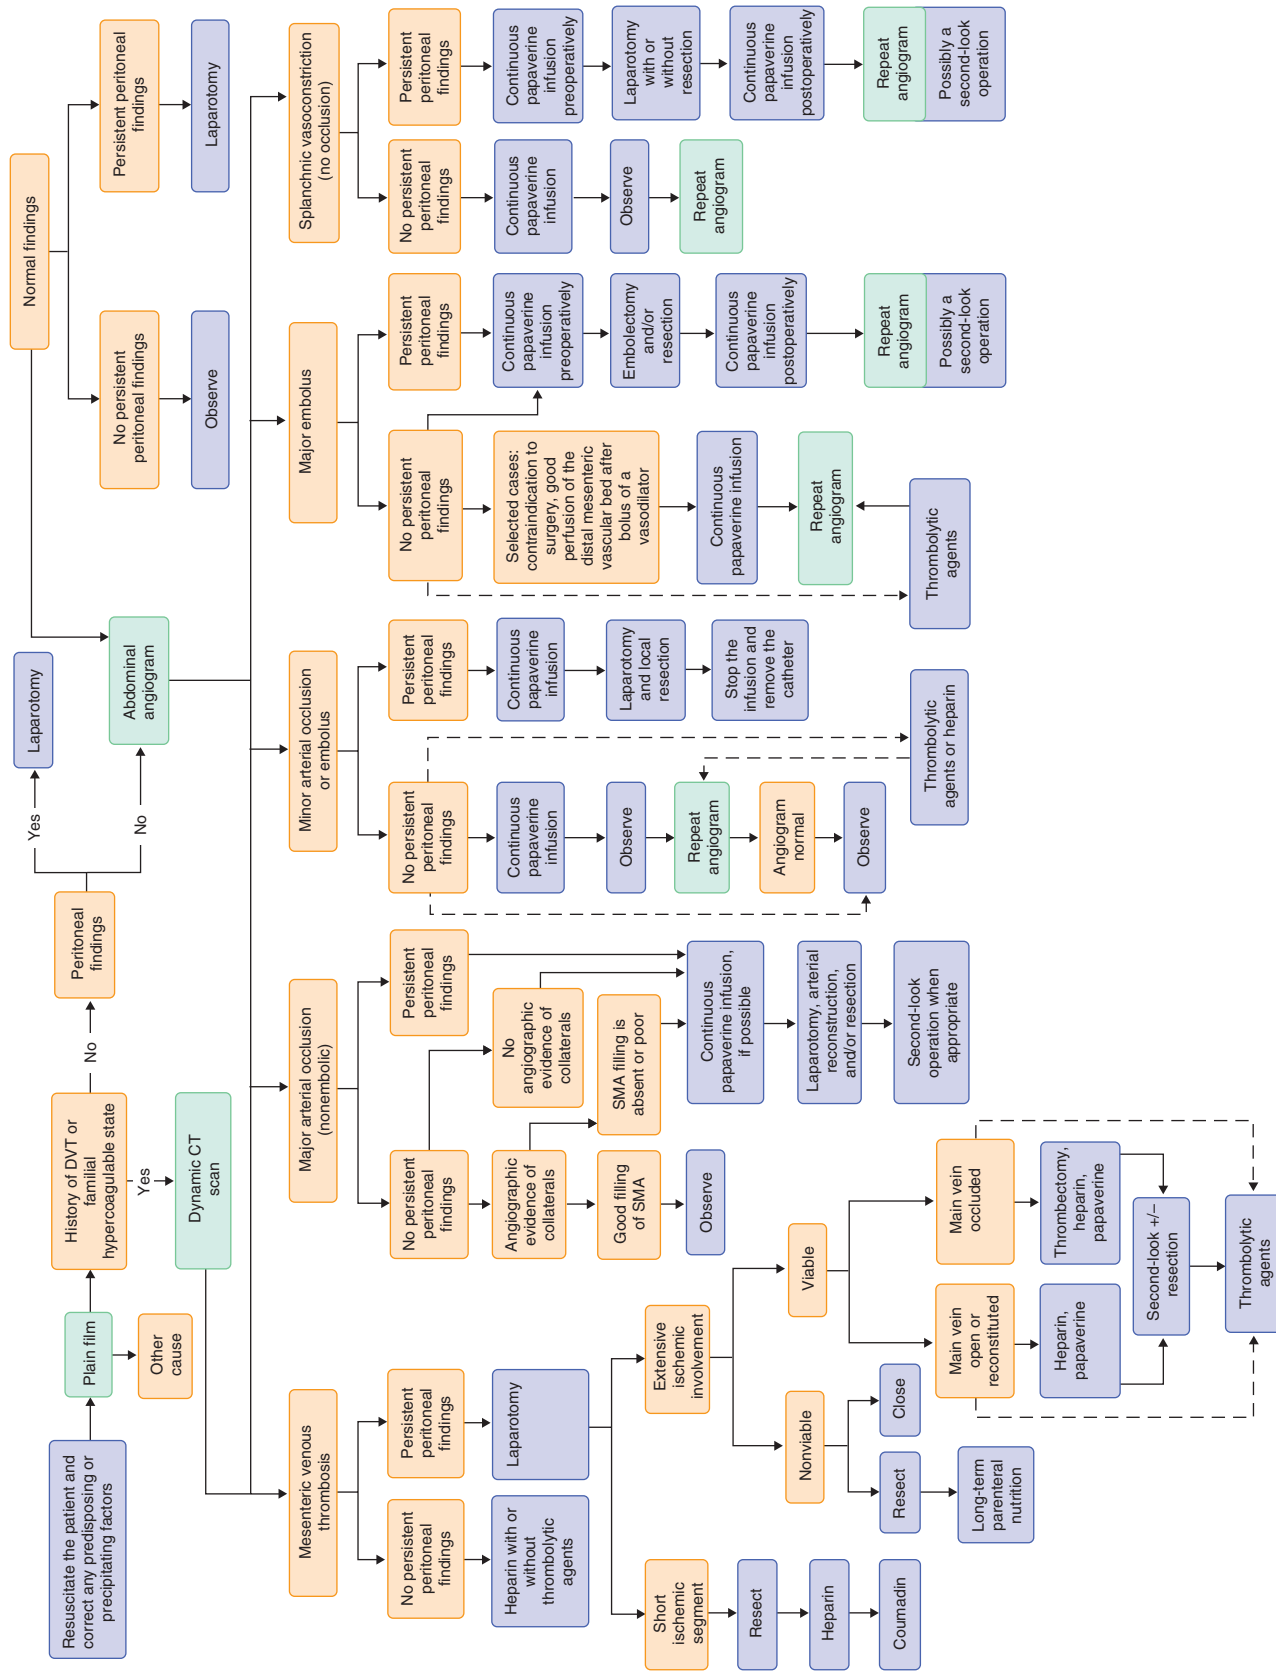 Resuscitate the patient and
correct any predisposing or
precipitating factors
Plain film
Other
cause
History of DVT or
familial
hypercoagulable state
No
Yes
Dynamic CT
scan
Peritoneal
findings
Yes
No
Laparotomy
Abdominal
angiogram
Normal findings
No persistent
peritoneal findings
Observe
Persistent peritoneal
findings
Laparotomy
Mesenteric venous
thrombosis
No persistent
peritoneal
findings
Heparin with or
without
thrombolytic
agents
Persistent
peritoneal
findings
Laparotomy
Short
ischemic
segment
Resect
Heparin
Coumadin
Extensive
ischemic
involvement
Nonviable
Resect
Long-term
parenteral
nutrition
Close
Viable
Main vein
open or
reconstituted
Heparin,
papaverine
Main vein
occluded
Thrombectomy,
heparin,
papaverine
Second-look +/–
resection
Thrombolytic
agents
Major arterial occlusion
(nonembolic)
No persistent
peritoneal
findings
Angiographic
evidence of
collaterals
Good filling
of SMA
Observe
No
angiographic
evidence of
collaterals
SMA filling is
absent or poor
Persistent
peritoneal
findings
Continuous
papaverine infusion,
if possible
Laparotomy, arterial
reconstruction,
and/or resection
Second-look
operation when
appropriate
Minor arterial occlusion
or embolus
No persistent
peritoneal
findings
Continuous
papaverine
infusion
Observe
Repeat
angiogram
Angiogram
normal
Observe
Persistent
peritoneal
findings
Continuous
papaverine
infusion
Laparotomy
and local
resection
Stop the
infusion and
remove the
catheter
Thrombolytic
agents or heparin
Major embolus
No persistent
peritoneal
findings
Selected cases:
contraindication to
surgery, good
perfusion of the
distal mesenteric
vascular bed after
bolus of a
vasodilator
Continuous
papaverine infusion
Repeat
angiogram
Thrombolytic
agents
Persistent
peritoneal
findings
Continuous
papaverine
infusion
preoperatively
Embolectomy
and/or
resection
Continuous
papaverine
infusion
postoperatively
Repeat
angiogram
Possibly a
second-look
operation
Splanchnic vasoconstriction
(no occlusion)
No persistent
peritoneal
findings
Continuous
papaverine
infusion
Observe
Repeat
angiogram
Persistent
peritoneal
findings
Continuous
papaverine
infusion
preoperatively
Laparotomy
with or
without
resection
Continuous
papaverine
infusion
postoperatively
Repeat
angiogram
Possibly a
second-look
operation